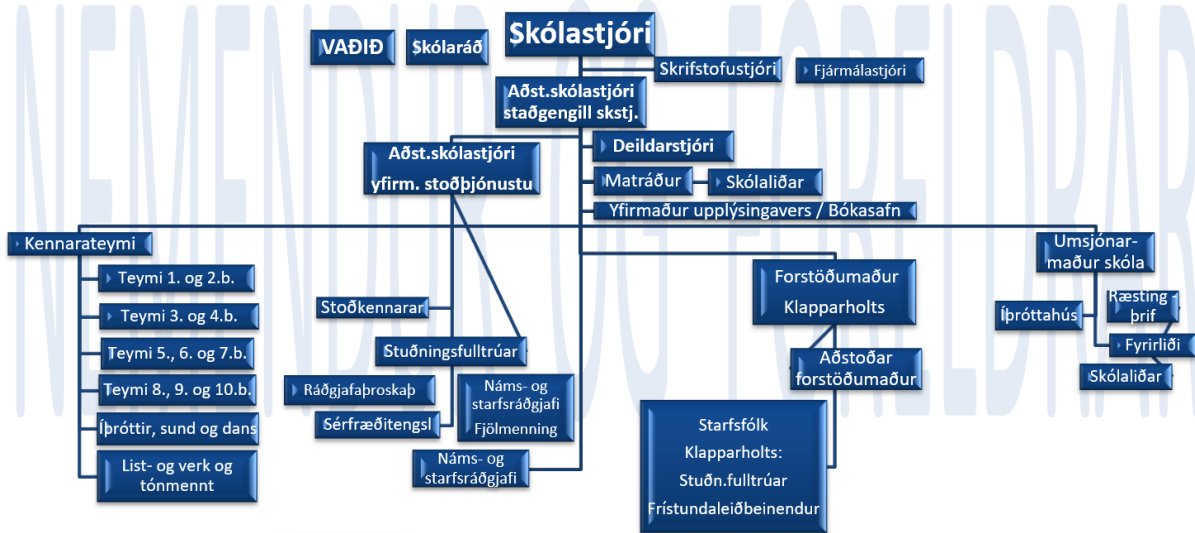 NEMENDUR OG FORELDRAR
Skólastjóri
VAÐIÐ
Skólaráð
Skrifstofustjóri
Fjármálastjóri
Aðst.skólastjóri
staðgengill skstj.
Aðst.skólastjóri
yfirm. stoðþjónustu
Deildarstjóri
Matráður
Skólaliðar
Yfirmaður upplýsingavers / Bókasafn
Kennarateymi
Teymi 1. og 2.b.
Teymi 3. og 4.b.
Teymi 5., 6. og 7.b.
Teymi 8., 9. og 10.b.
Íþróttir, sund og dans
List- og verk og
tónmennt
Stoðkennarar
Stuðningsfulltrúar
Ráðgjafaþroskaþ
Sérfræðitengsl
Náms- og
starfsráðgjafi
Fjölmenning
Náms- og
starfsráðgjafi
Forstöðumaður
Klapparholts
Aðstoðar
forstöðumaður
Starfsfólk
Klapparholts:
Stuðn.fulltrúar
Frístundaleiðbeinendur
Umsjónar-
maður skóla
Íþróttahús
Ræsting -
þrif
Fyrirliði
Skólaliðar